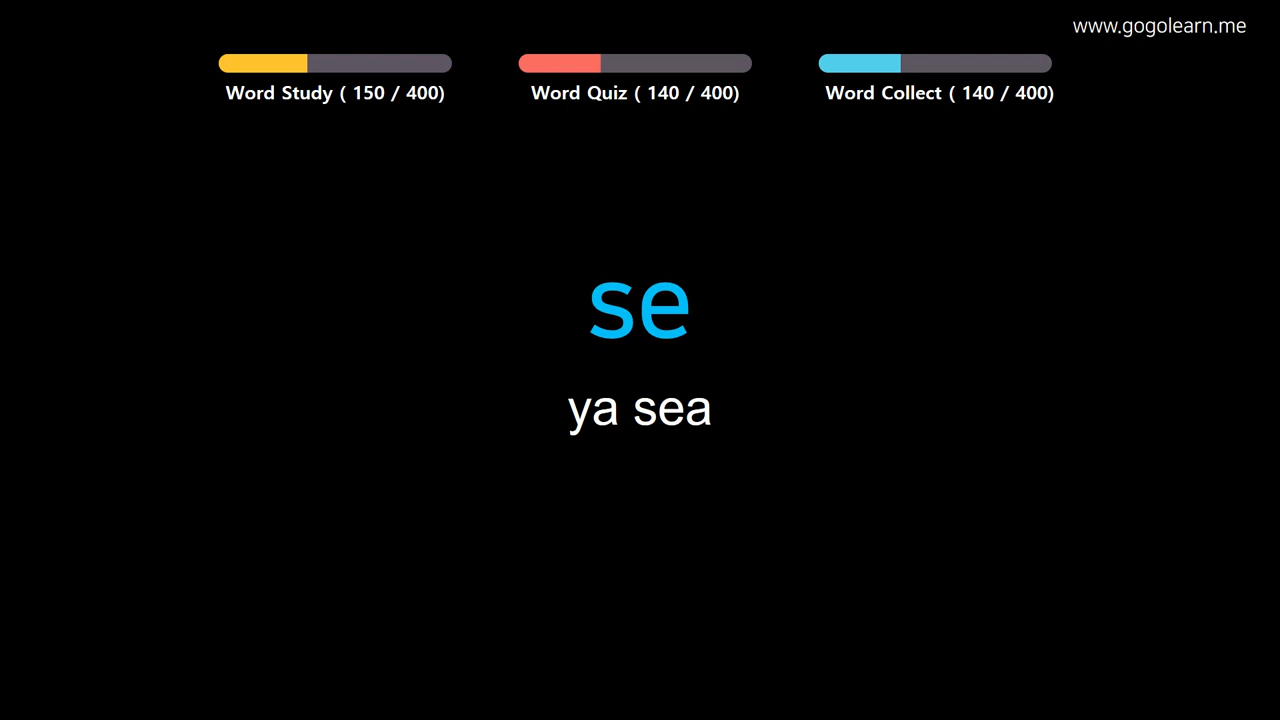 www.gogolearn.me
Word Study ( 150 / 400)
Word Quiz ( 140 / 400)
Word Collect ( 140 / 400)
se
ya sea